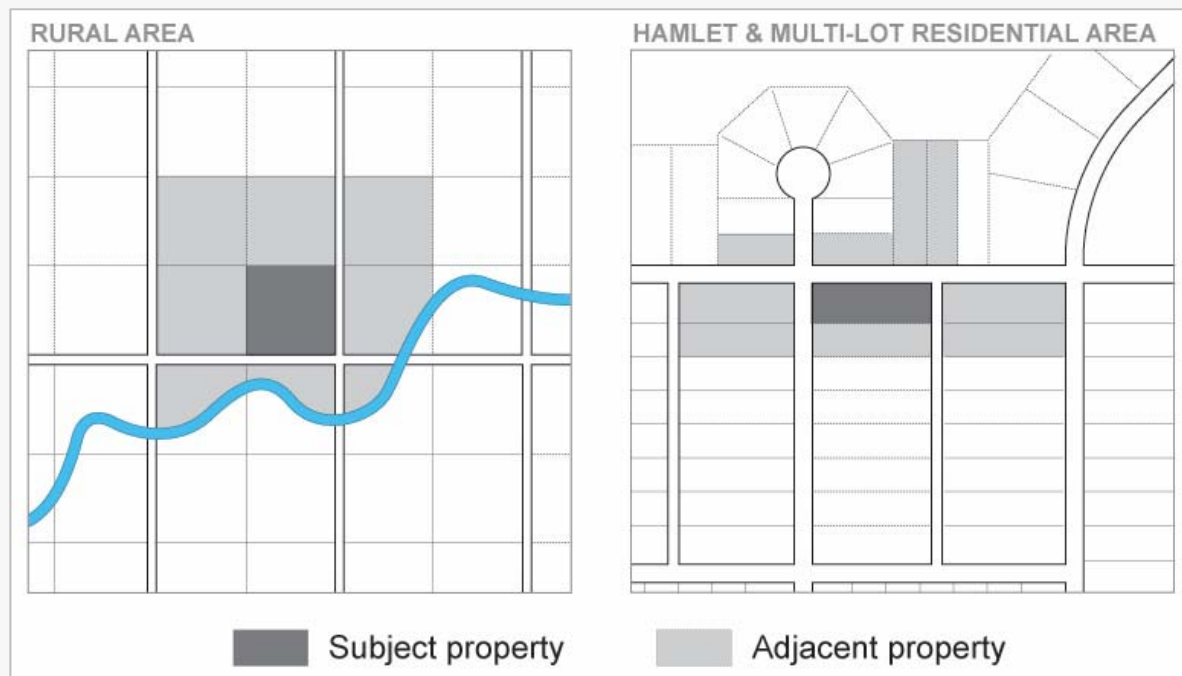 RURAL AREA
HAMLET & MULTI-LOT RESIDENTIAL AREA
Subject property
Adjacent property